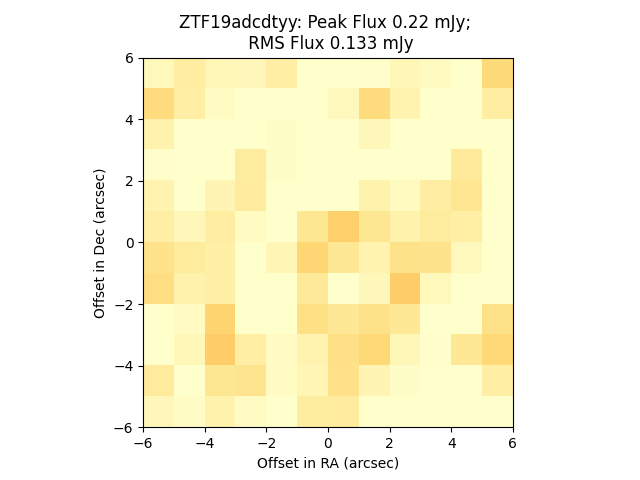 ZTF19adcdtyy: Peak Flux 0.22 mJy;
RMS Flux 0.133 mJy
6
4
2
0
−2
−4
−6
Offset in Dec (arcsec)
−6 −4 −2 0 2 4 6
Offset in RA (arcsec)